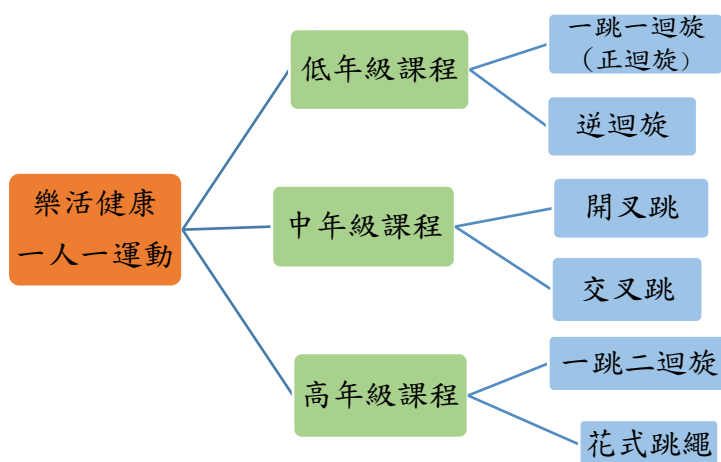 樂活健康
一人一運動
低年級課程
一跳一迴旋
（正迴旋）
逆迴旋
中年級課程
開叉跳
交叉跳
高年級課程
一跳二迴旋
花式跳繩